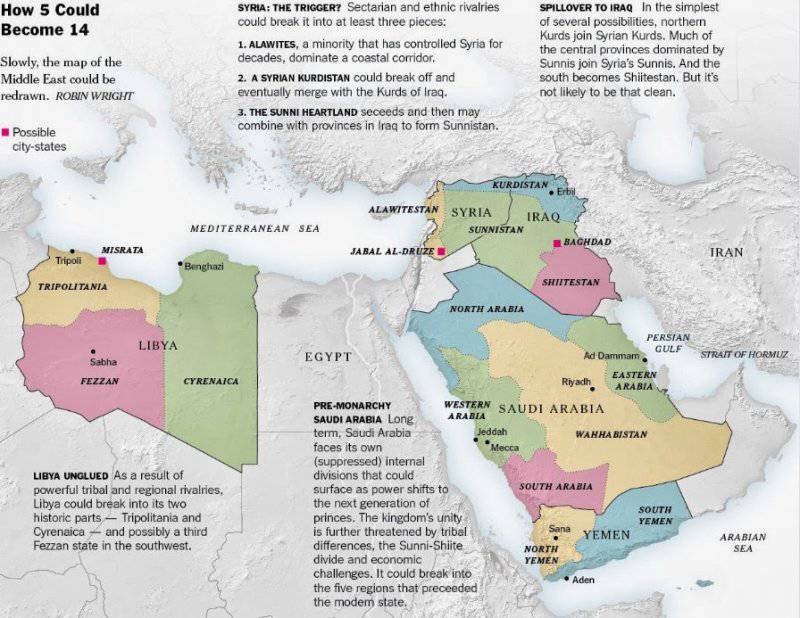 How 5 Could
Become 14
Slowly, the map of the
Middle East could be
redrawn. ROBIN WRIGHT
Possible
city-states
SYRIA: THE TRIGGER? Sectarian and ethnic rivalries
could break it into at least three pieces:
1. ALAWITES, a minority that has controlled Syria for
decades, dominate a coastal corridor.
2. A SYRIAN KURDISTAN could break off and
eventually merge with the Kurds of Iraq.
3. THE SUNNI HEARTLAND seceeds and then may
combine with provinces in Iraq to form Sunnistan.
SPILLOVER TO IRAQ In the simplest
of several possibilities, northern
Kurds join Syrian Kurds. Much of
the central provinces dominated by
Sunnis join Syria's Sunnis. And the
south becomes Shiitestan. But it's
not likely to be that clean.
KURDISTAN
Erbil
ALAWITESTAN
SYRIA
IRAQ
SUNNISTAN
MEDITERRANEAN SEA
JABAL AL-DRUZE
BAGHDAD
IRAN
MISRATA
Tripoli
Benghazi
TRIPOLITANIA
SHIITESTAN
NORTH ARABIA
LIBYA
EGYPT
Sabha
FEZZAN
CYRENAICA
PERSIAN
GULF
STRAIT OF HORMUZ
Ad-Dammam
EASTERN
ARABIA
Riyadh
WESTERN
ARABIA
SAUDI ARABIA
Jeddah
Mecca
WAHHABISTAN
SOUTH ARABIA
SOUTH
YEMEN
Sana
YEMEN
NORTH
YEMEN
Aden
ARABIAN
SEA
PRE-MONARCHY
SAUDI ARABIA Long
term, Saudi Arabia
faces its own
(suppressed) internal
divisions that could
surface as power shifts to
the next generation of
princes. The kingdom's unity
is further threatened by tribal
differences, the Sunni-Shiite
divide and economic
challenges. It could break into
the five regions that preceeded
the modern state.
LIBYA UNGLUED As a result of
powerful tribal and regional rivalries,
Libya could break into its two
historic parts — Tripolitania and
Cyrenaica — and possibly a third
Fezzan state in the southwest.